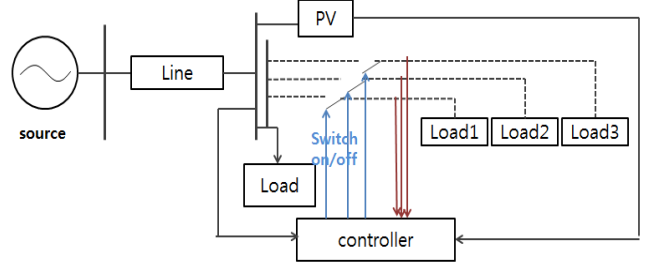 PV
Line
source
Switch
on/off
Load1
Load2
Load3
Load
controller